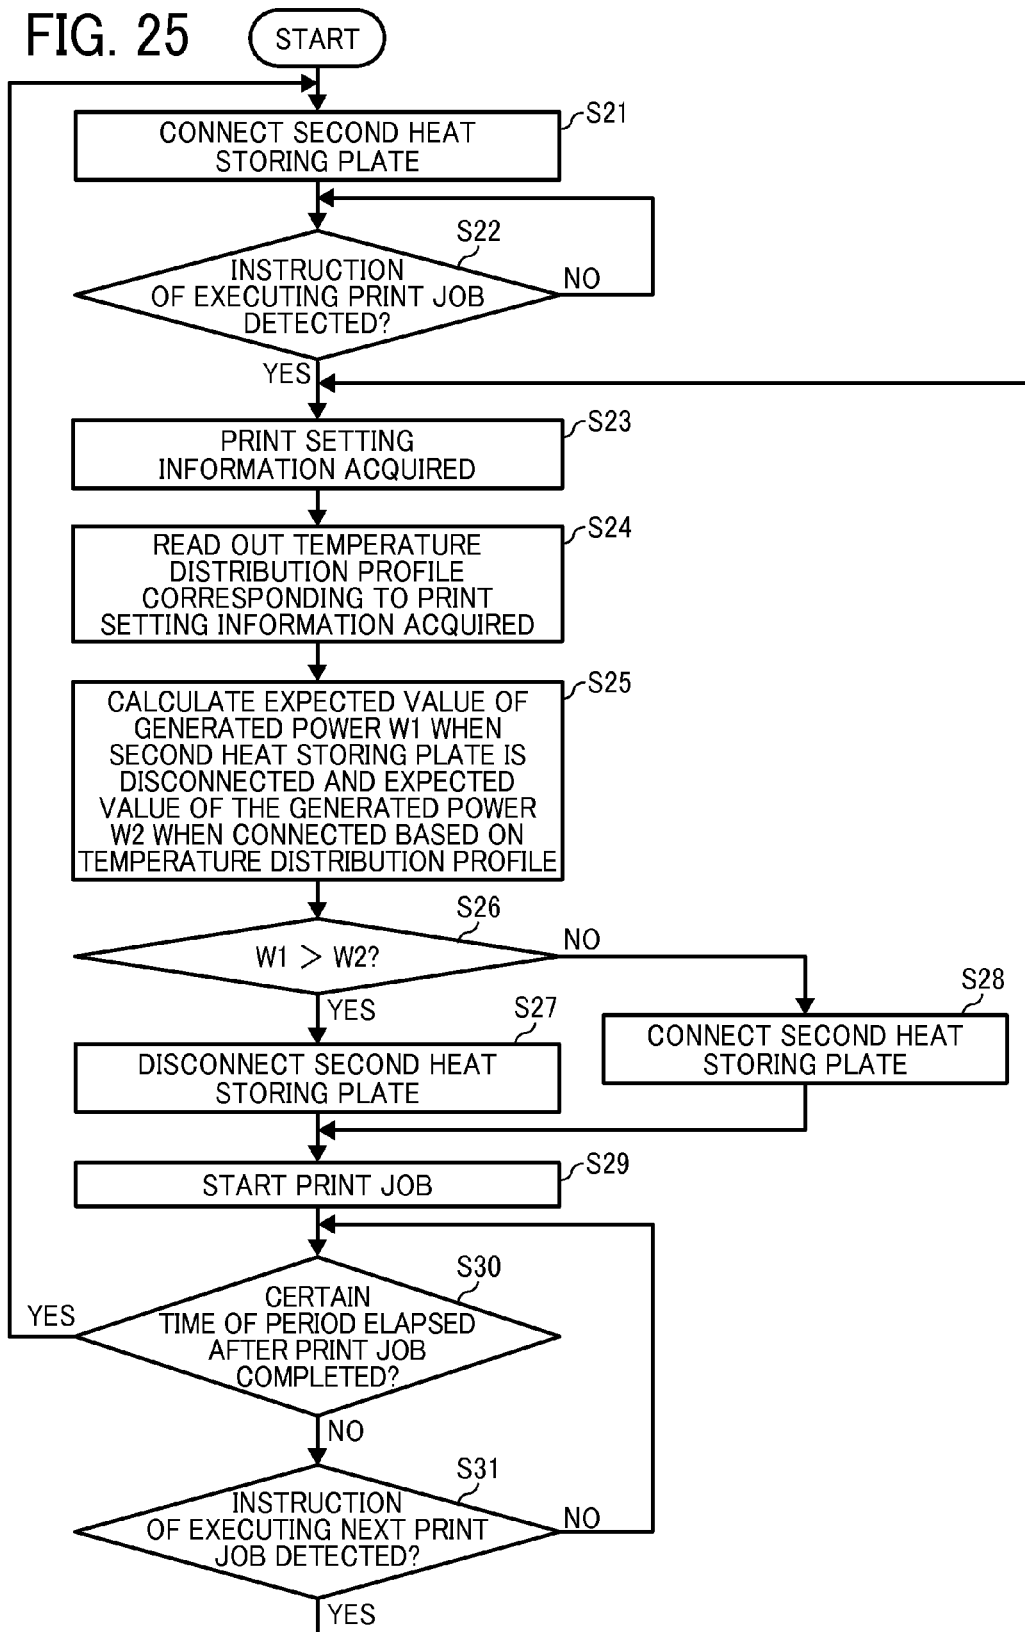 FIG. 25
START
S21
CONNECT SECOND HEAT
STORING PLATE
S22
INSTRUCTION
OF EXECUTING PRINT JOB
DETECTED?
NO
YES
S23
PRINT SETTING
INFORMATION ACQUIRED
S24
READ OUT TEMPERATURE
DISTRIBUTION PROFILE
CORRESPONDING TO PRINT
SETTING INFORMATION ACQUIRED
S25
CALCULATE EXPECTED VALUE OF
GENERATED POWER W1 WHEN
SECOND HEAT STORING PLATE IS
DISCONNECTED AND EXPECTED
VALUE OF THE GENERATED POWER
W2 WHEN CONNECTED BASED ON
TEMPERATURE DISTRIBUTION PROFILE
S26
W1 > W2?
NO
YES
S27
DISCONNECT SECOND HEAT
STORING PLATE
S28
CONNECT SECOND HEAT
STORING PLATE
S29
START PRINT JOB
S30
CERTAIN
TIME OF PERIOD ELAPSED
AFTER PRINT JOB
COMPLETED?
YES
NO
S31
INSTRUCTION
OF EXECUTING NEXT PRINT
JOB DETECTED?
NO
YES